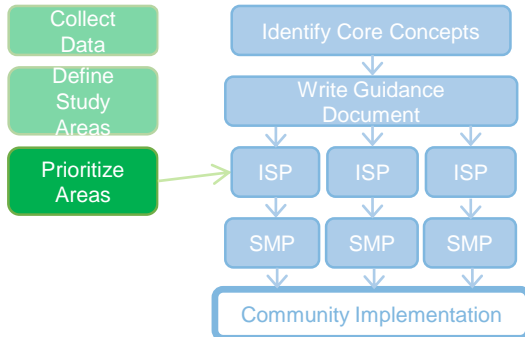 Collect
Data
Define
Study
Areas
Prioritize
Areas
Identify Core Concepts
Write Guidance
Document
ISP
ISP
ISP
SMP
SMP
SMP
Community Implementation